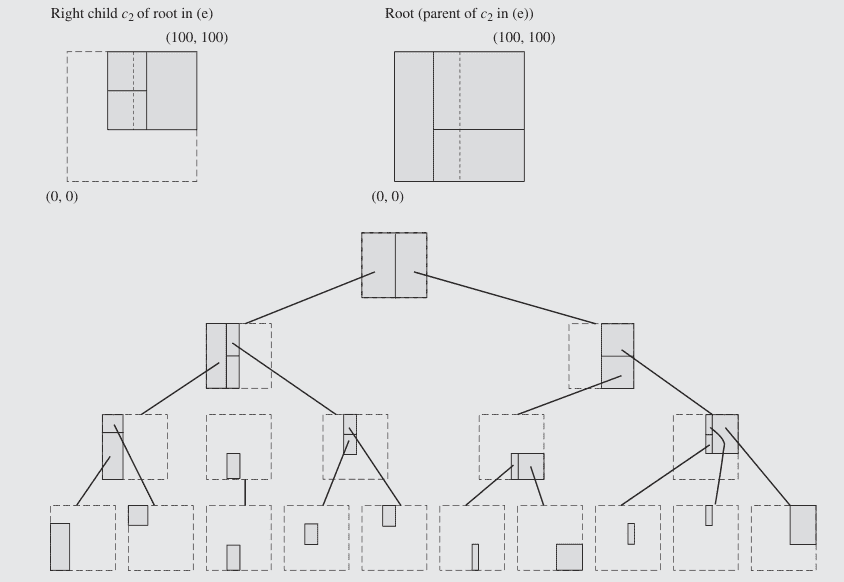 Right child c₂ of root in (e)
(100, 100)
(0, 0)
Root (parent of c₂ in (e))
(100, 100)
(0, 0)